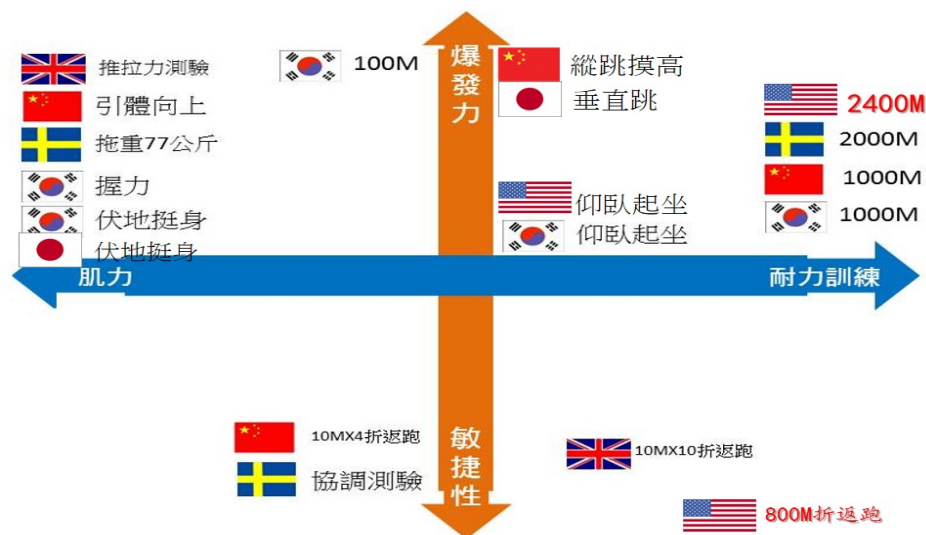 爆發力
推拉力測驗
100M
引體向上
拖重77公斤
握力
伏地挺身
伏地挺身
縱跳摸高
垂直跳
2400M
2000M
1000M
1000M
仰臥起坐
仰臥起坐
肌力
耐力訓練
10MX4折返跑
協調測驗
敏捷性
10MX10折返跑
800M折返跑